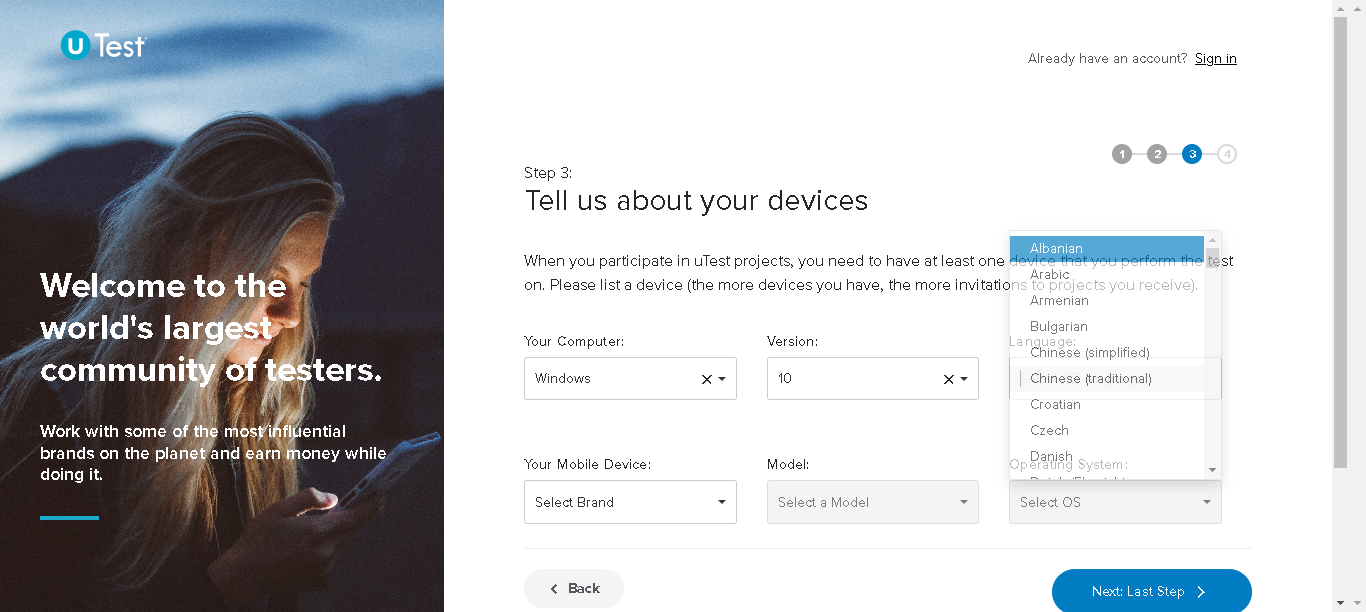 uTest
Already have an account? Sign in
1 2 3 4
Step 3:
Tell us about your devices
When you participate in uTest projects, you need to have at least one device that you perform the test
on. Please list a device (the more devices you have, the more invitations to projects you receive).
Welcome to the
world's largest
community of testers.
Work with some of the most influential
brands on the planet and earn money while
doing it.
Your Computer:
Windows
Version:
10
Language:
Albanian
Arabic
Armenian
Bulgarian
Chinese (simplified)
Chinese (traditional)
Croatian
Czech
Danish
Your Mobile Device:
Select Brand
Model:
Select a Model
Operating System:
Select OS
Back
Next: Last Step